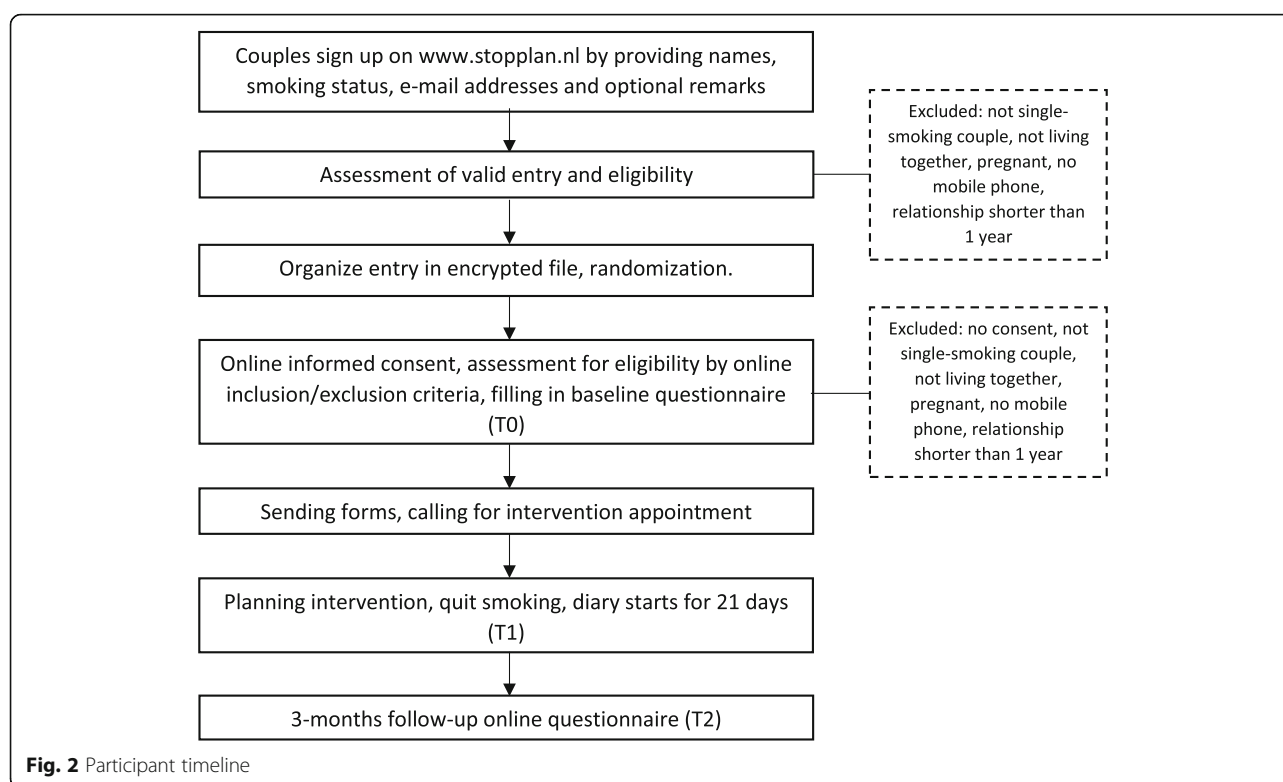 Couples sign up on www.stopplan.nl by providing names,
smoking status, e-mail addresses and optional remarks
Excluded: not single-
smoking couple, not living
together, pregnant, no
mobile phone,
relationship shorter than
1 year
Assessment of valid entry and eligibility
Organize entry in encrypted file, randomization.
Online informed consent, assessment for eligibility by online
inclusion/exclusion criteria, filling in baseline questionnaire
(T0)
Excluded: no consent, not
single-smoking couple,
not living together,
pregnant, no mobile
phone, relationship
shorter than 1 year
Sending forms, calling for intervention appointment
Planning intervention, quit smoking, diary starts for 21 days
(T1)
3-months follow-up online questionnaire (T2)
Fig. 2 Participant timeline